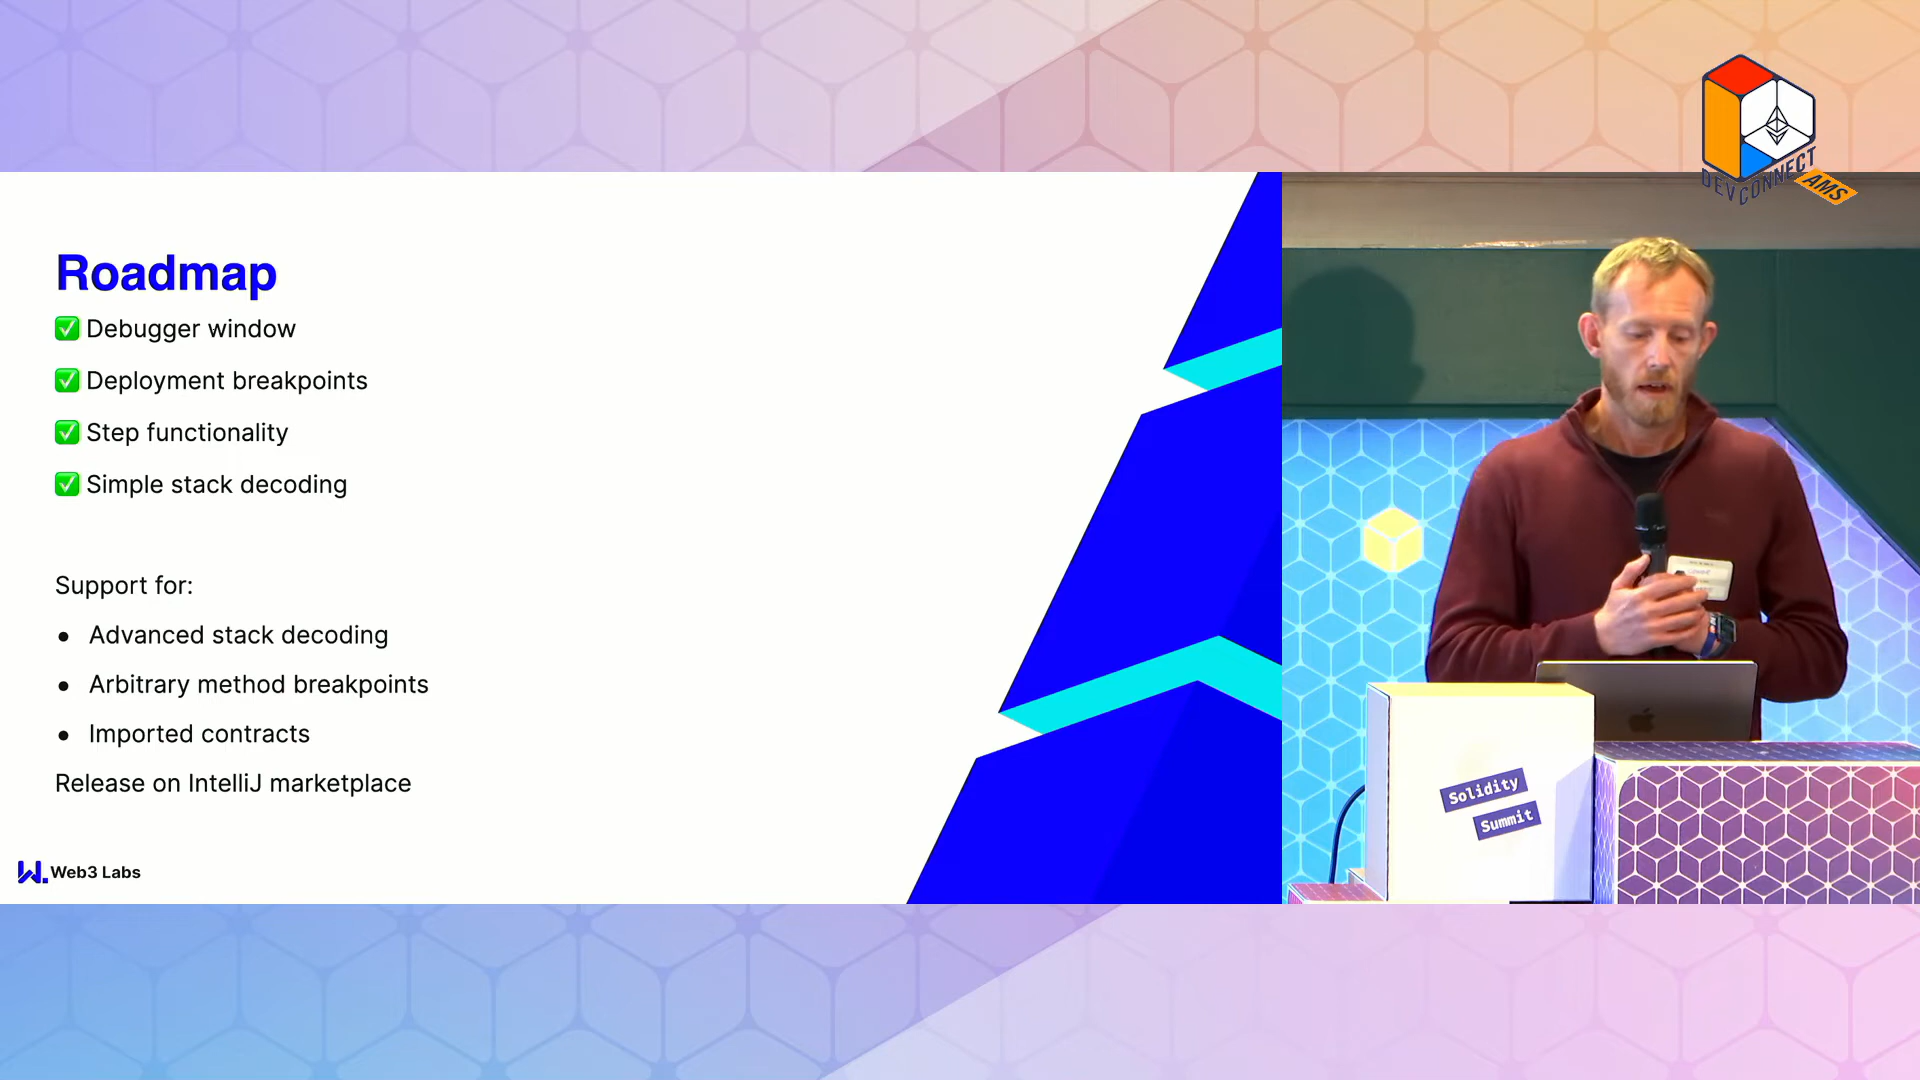 DEVCONNECT
AMS
Roadmap
✅ Debugger window
✅ Deployment breakpoints
✅ Step functionality
✅ Simple stack decoding
Support for:
● Advanced stack decoding
● Arbitrary method breakpoints
● Imported contracts
Release on IntelliJ marketplace
Web3 Labs
Solidity
Summit